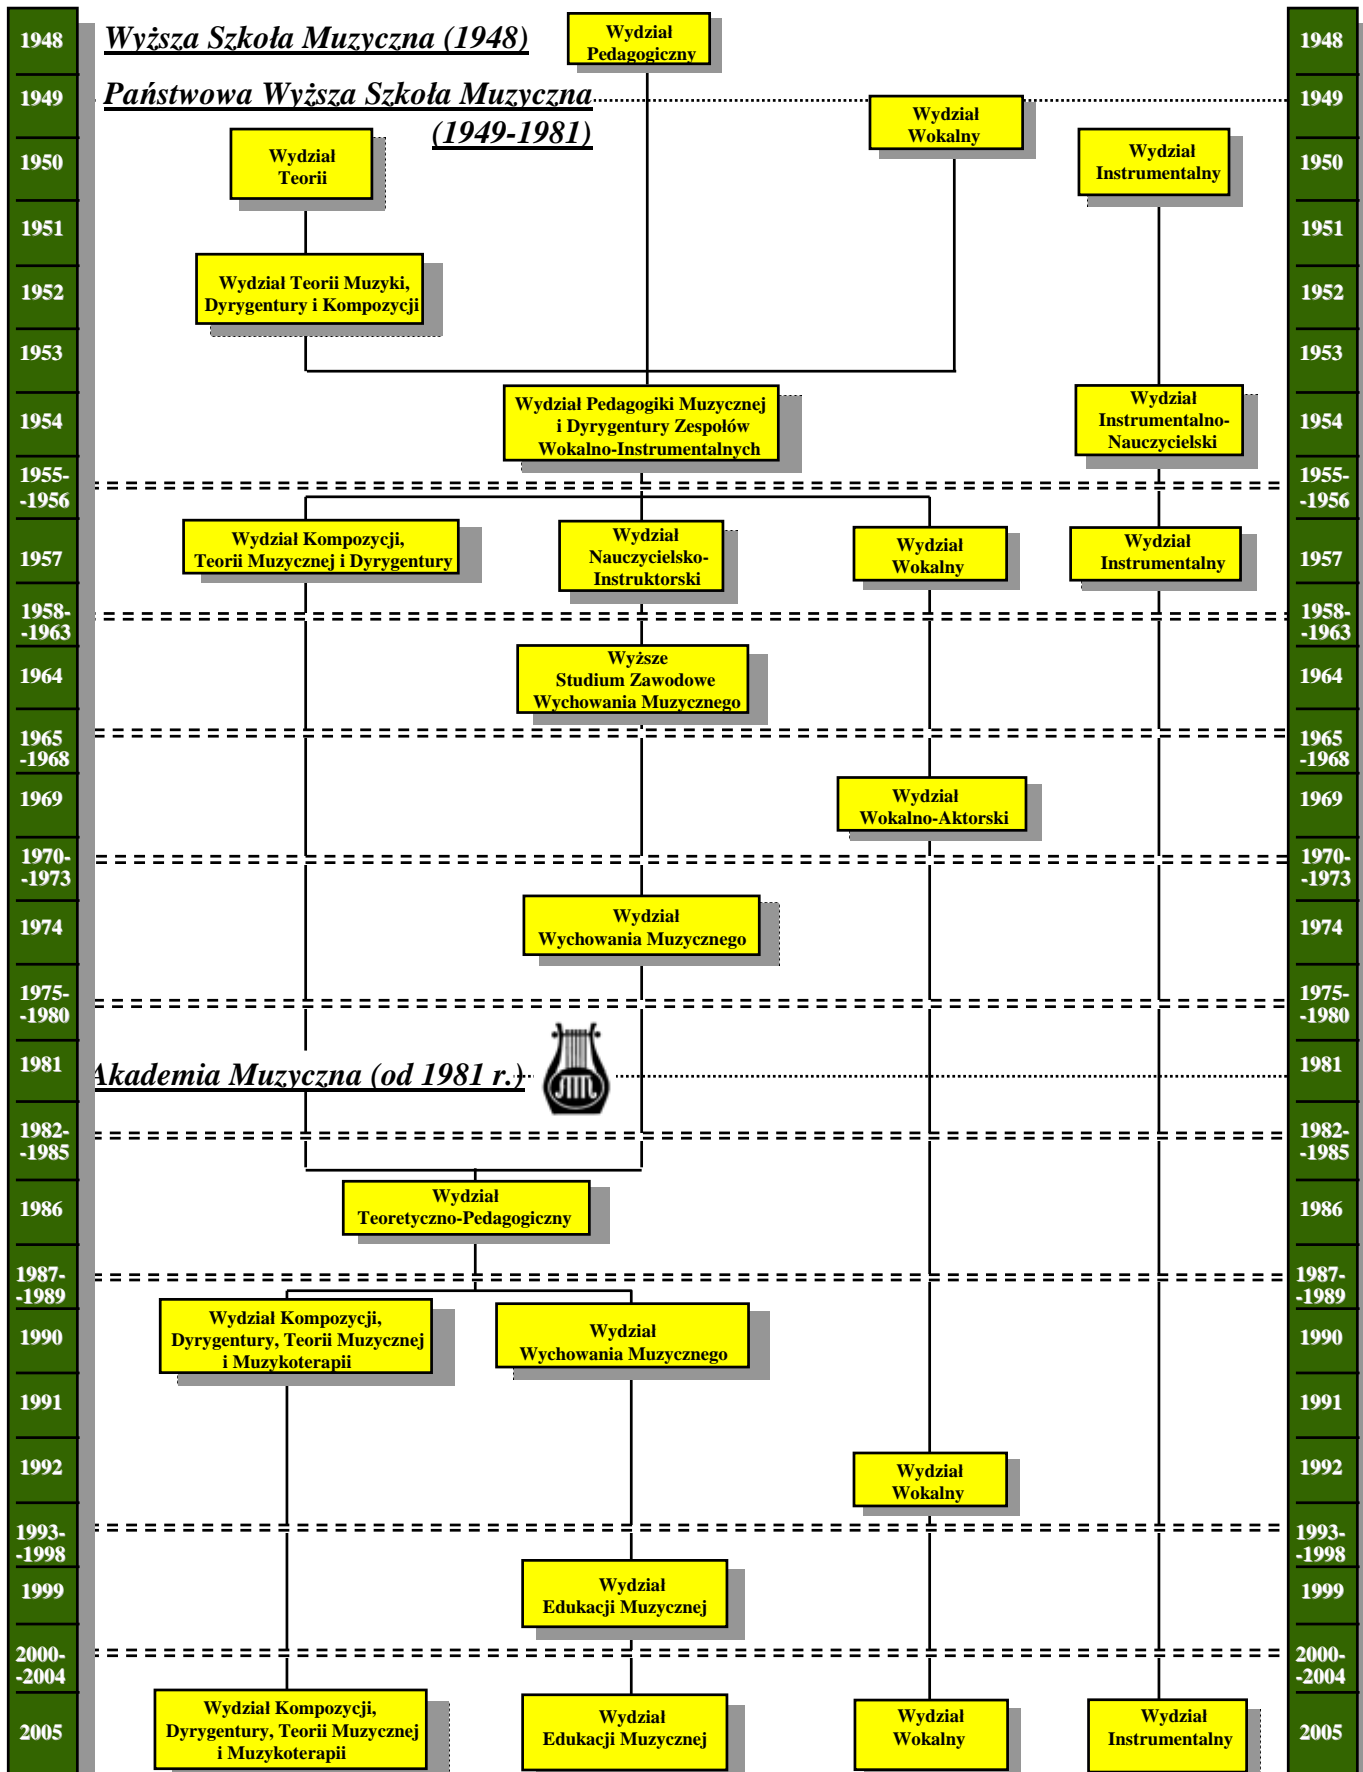 1948
Wyższa Szkoła Muzyczna (1948)
Wydział
Pedagogiczny
1948
1949
Państwowa Wyższa Szkoła Muzyczna
(1949-1981)
Wydział
Wokalny
1949
1950
Wydział
Teorii
Wydział
Instrumentalny
1950
1951
1951
1952
Wydział Teorii Muzyki,
Dyrygentury i Kompozycji
1952
1953
1953
1954
Wydział Pedagogiki Muzycznej
i Dyrygentury Zespołów
Wokalno-Instrumentalnych
Wydział
Instrumentalno-
Nauczycielski
1954
1955-
-1956
1955-
-1956
1957
Wydział Kompozycji,
Teorii Muzycznej i Dyrygentury
Wydział
Nauczycielsko-
Instruktorski
Wydział
Wokalny
Wydział
Instrumentalny
1957
1958-
-1963
1958-
-1963
1964
Wyższe
Studium Zawodowe
Wychowania Muzycznego
1964
1965
-1968
1965
-1968
1969
Wydział
Wokalno-Aktorski
1969
1970-
-1973
1970-
-1973
1974
Wydział
Wychowania Muzycznego
1974
1975-
-1980
1975-
-1980
1981
Akademia Muzyczna (od 1981 r.)
1981
1982-
-1985
1982-
-1985
1986
Wydział
Teoretyczno-Pedagogiczny
1986
1987-
-1989
1987-
-1989
1990
Wydział Kompozycji,
Dyrygentury, Teorii Muzycznej
i Muzykoterapii
Wydział
Wychowania Muzycznego
1990
1991
1991
1992
Wydział
Wokalny
1992
1993-
-1998
1993-
-1998
1999
Wydział
Edukacji Muzycznej
1999
2000-
-2004
2000-
-2004
2005
Wydział Kompozycji,
Dyrygentury, Teorii Muzycznej
i Muzykoterapii
Wydział
Edukacji Muzycznej
Wydział
Wokalny
Wydział
Instrumentalny
2005